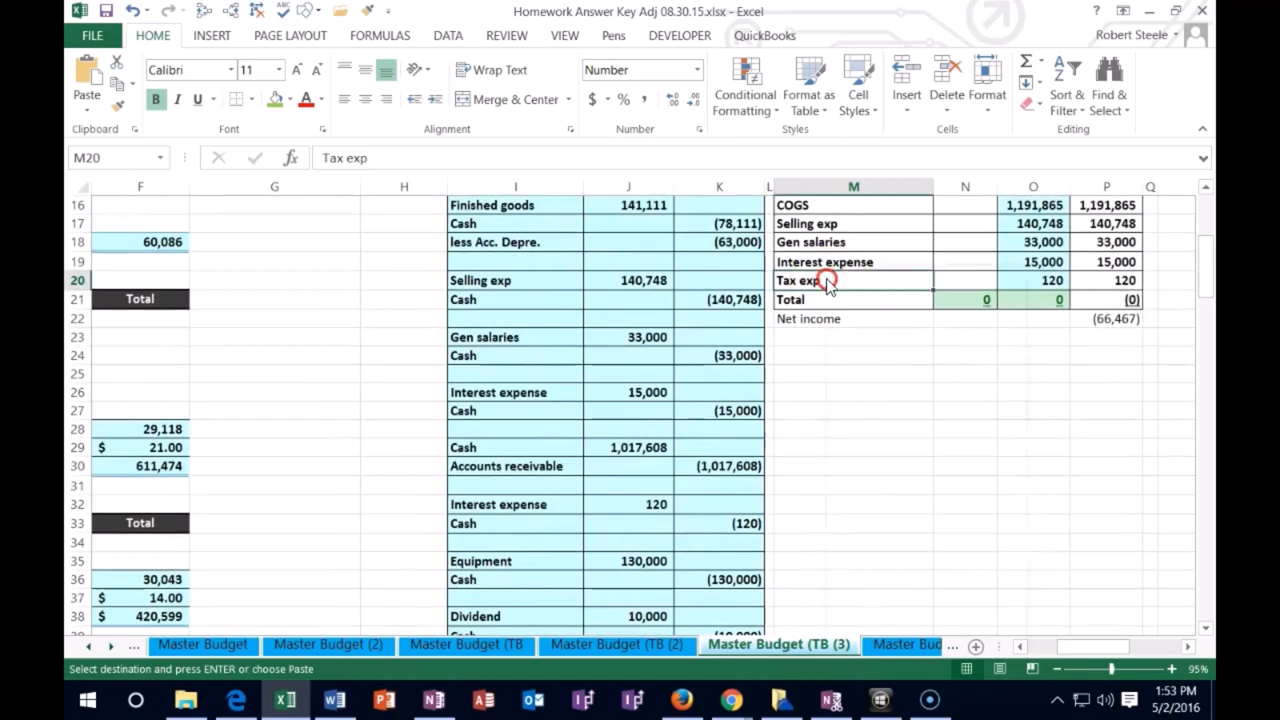 Homework Answer Key Adj 08.30.15.xlsx - Excel
FILE HOME INSERT PAGE LAYOUT FORMULAS DATA REVIEW VIEW Pens DEVELOPER QuickBooks Robert Steele
Calibri 11 Wrap Text Number
Paste B I U A Merge & Center $ % Conditional Formatting Format as Table Cell Styles Insert Delete Format Sort & Filter Find & Select
Clipboard Font Alignment Number Styles Cells Editing
M20 fx Tax exp
F G H I J K L M N O P Q
16 Finished goods 141,111 COGS 1,191,865 1,191,865
17 Cash (78,111) Selling exp 140,748 140,748
18 60,086 less Acc. Depre. (63,000) Gen salaries 33,000 33,000
19 Interest expense 15,000 15,000
20 Selling exp 140,748 Tax exp 120 120
21 Total Cash (140,748) Total 0 0 (0)
22 Net income (66,467)
23 Gen salaries 33,000
24 Cash (33,000)
25
26 Interest expense 15,000
27 Cash (15,000)
28 29,118
29 $ 21.00 Cash 1,017,608
30 611,474 Accounts receivable (1,017,608)
31
32 Interest expense 120
33 Total Cash (120)
34
35 Equipment 130,000
36 30,043 Cash (130,000)
37 $ 14.00
38 $ 420,599 Dividend 10,000
... Master Budget Master Budget (2) Master Budget (TB Master Budget (TB (2) Master Budget (TB (3) Master Bud ...
Select destination and press ENTER or choose Paste 95%
1:53 PM
5/2/2016